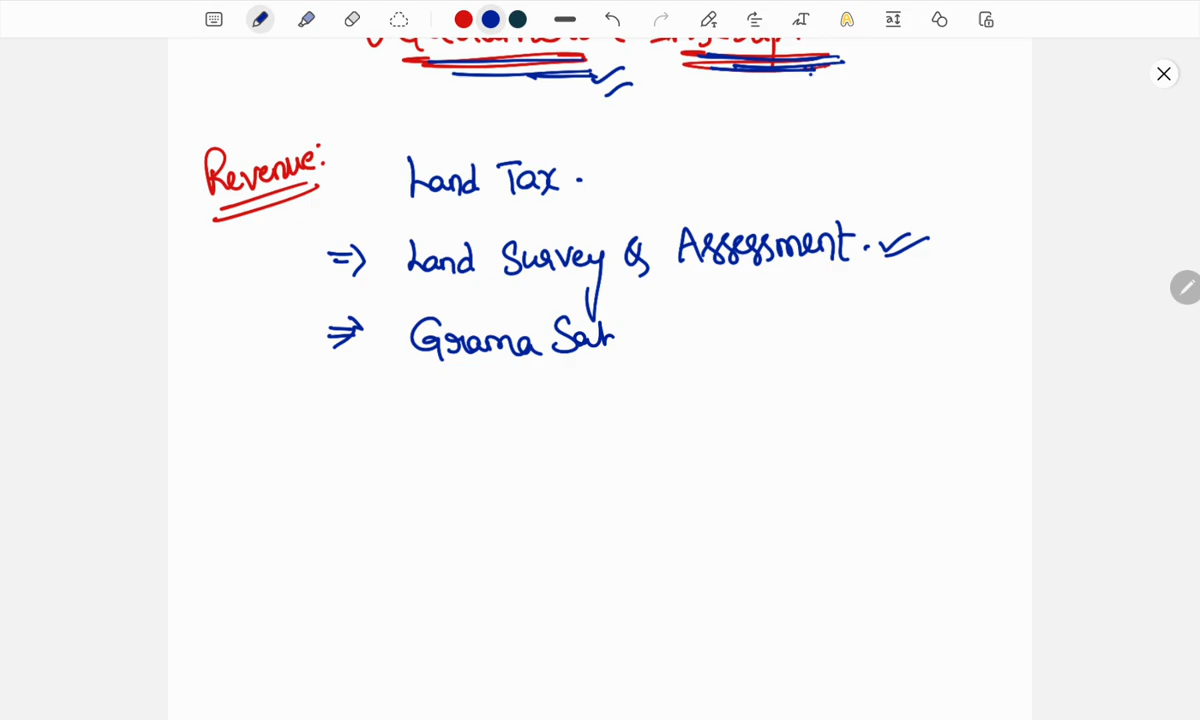 Revenue: Land Tax.
=> Land Survey & Assessment.
=> Grama Sab